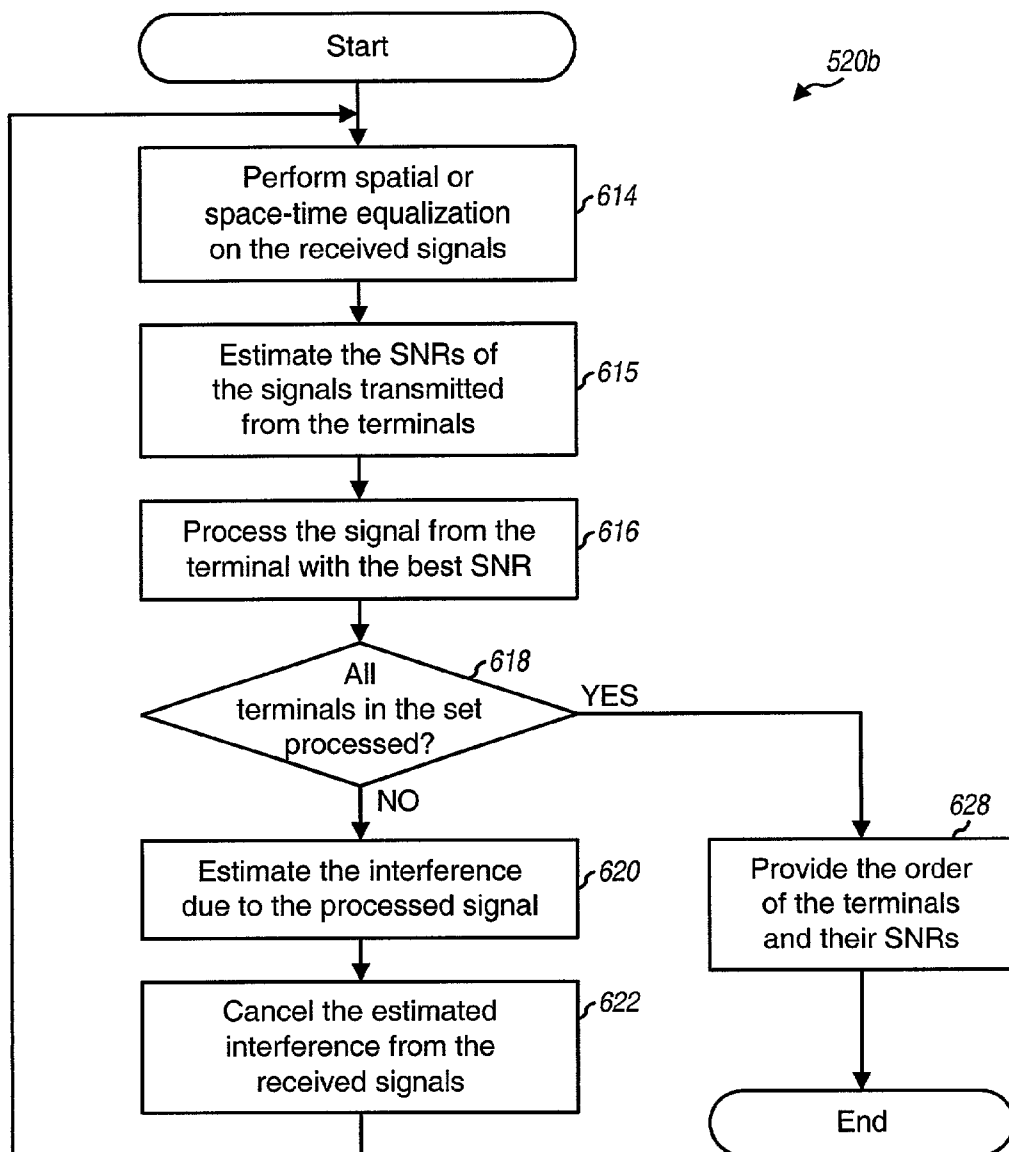 Start
520b
Perform spatial or
space-time equalization
on the received signals
614
Estimate the SNRs of
the signals transmitted
from the terminals
615
Process the signal from the
terminal with the best SNR
616
All
terminals in the set
processed?
618
YES
NO
Estimate the interference
due to the processed signal
620
628
Provide the order
of the terminals
and their SNRs
Cancel the estimated
interference from the
received signals
622
End